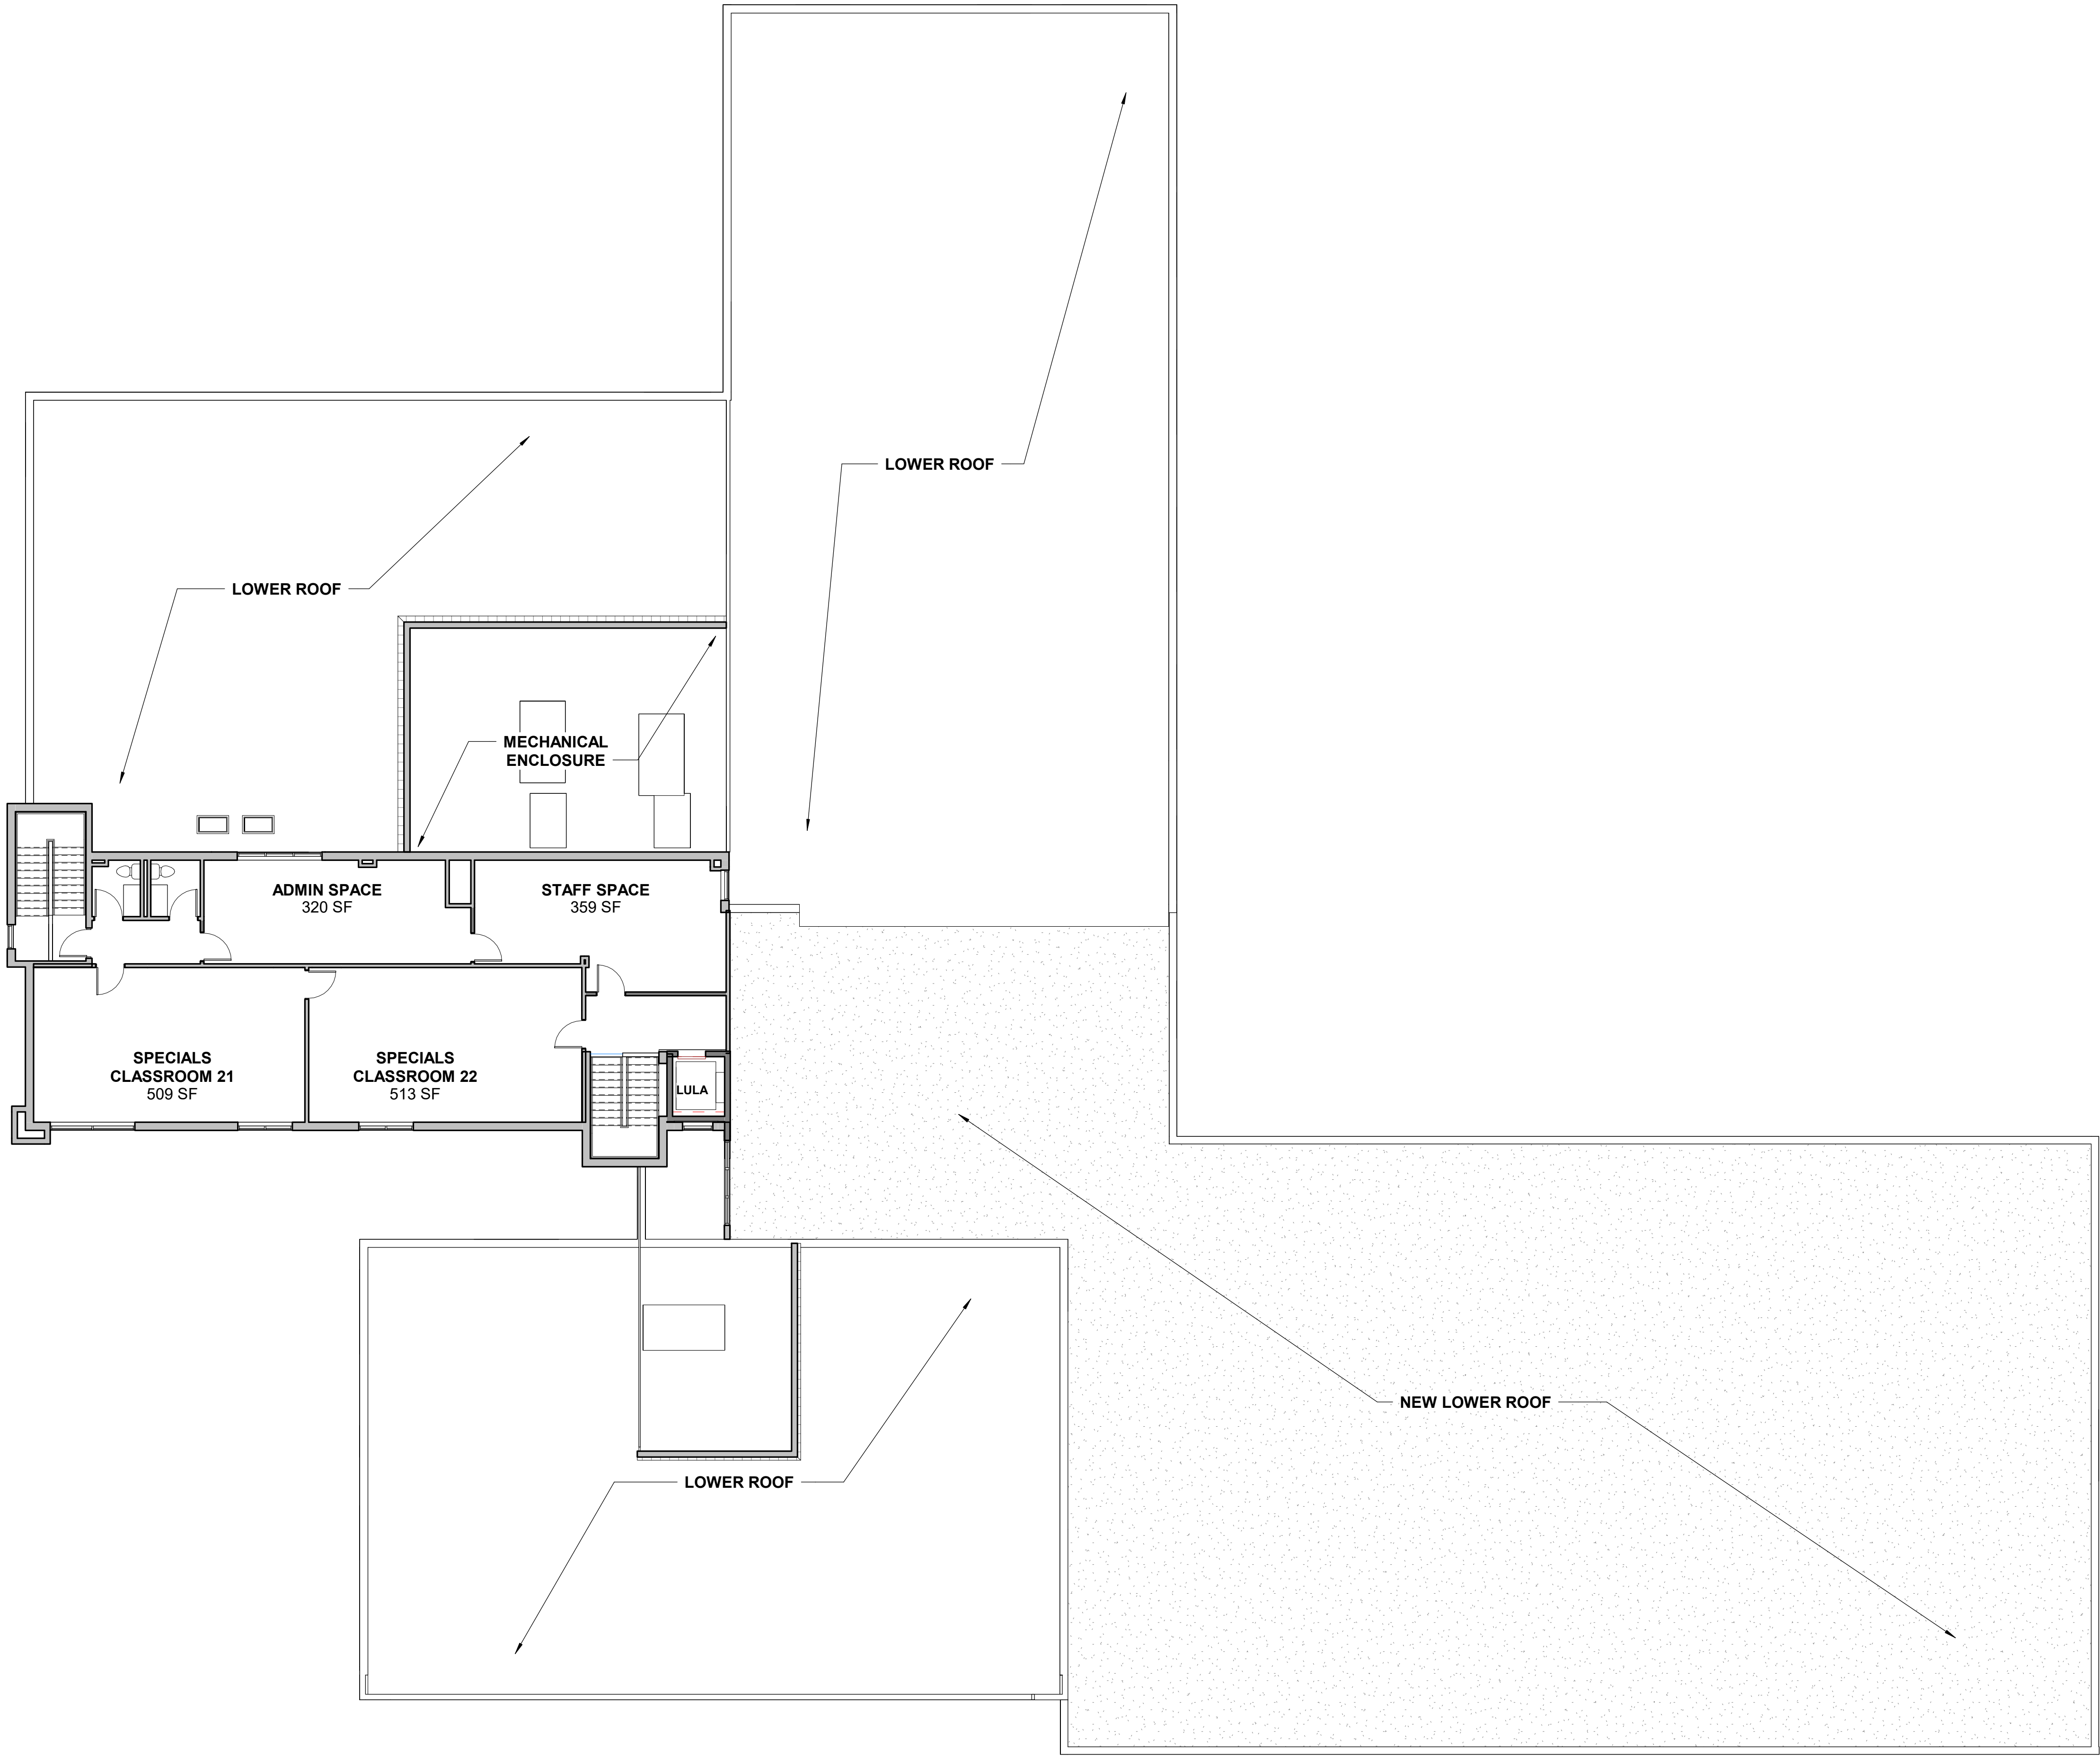 LOWER ROOF
LOWER ROOF
MECHANICAL
ENCLOSURE
ADMIN SPACE
320 SF
STAFF SPACE
359 SF
SPECIALS
CLASSROOM 21
509 SF
SPECIALS
CLASSROOM 22
513 SF
LULA
NEW LOWER ROOF
LOWER ROOF